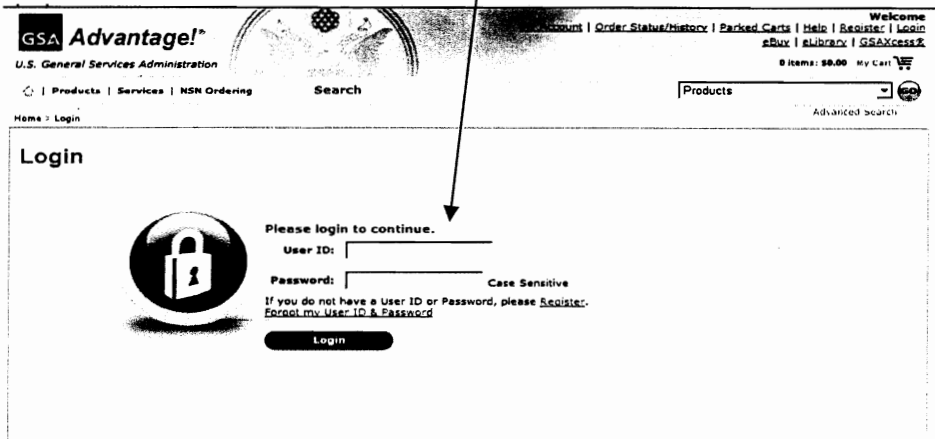 Welcome
GSA Advantage!
Account | Order Status/History | Parked Carts | Help | Register | Login
eBuy | eLibrary | GSAXcess
U.S. General Services Administration
0 items: $0.00 My Cart
| Products | Services | NSN Ordering
Search
Products
GO
Home > Login
Advanced Search
Login
Please login to continue.
User ID:
Password:
Case Sensitive
If you do not have a User ID or Password, please Register.
Forgot my User ID & Password
Login